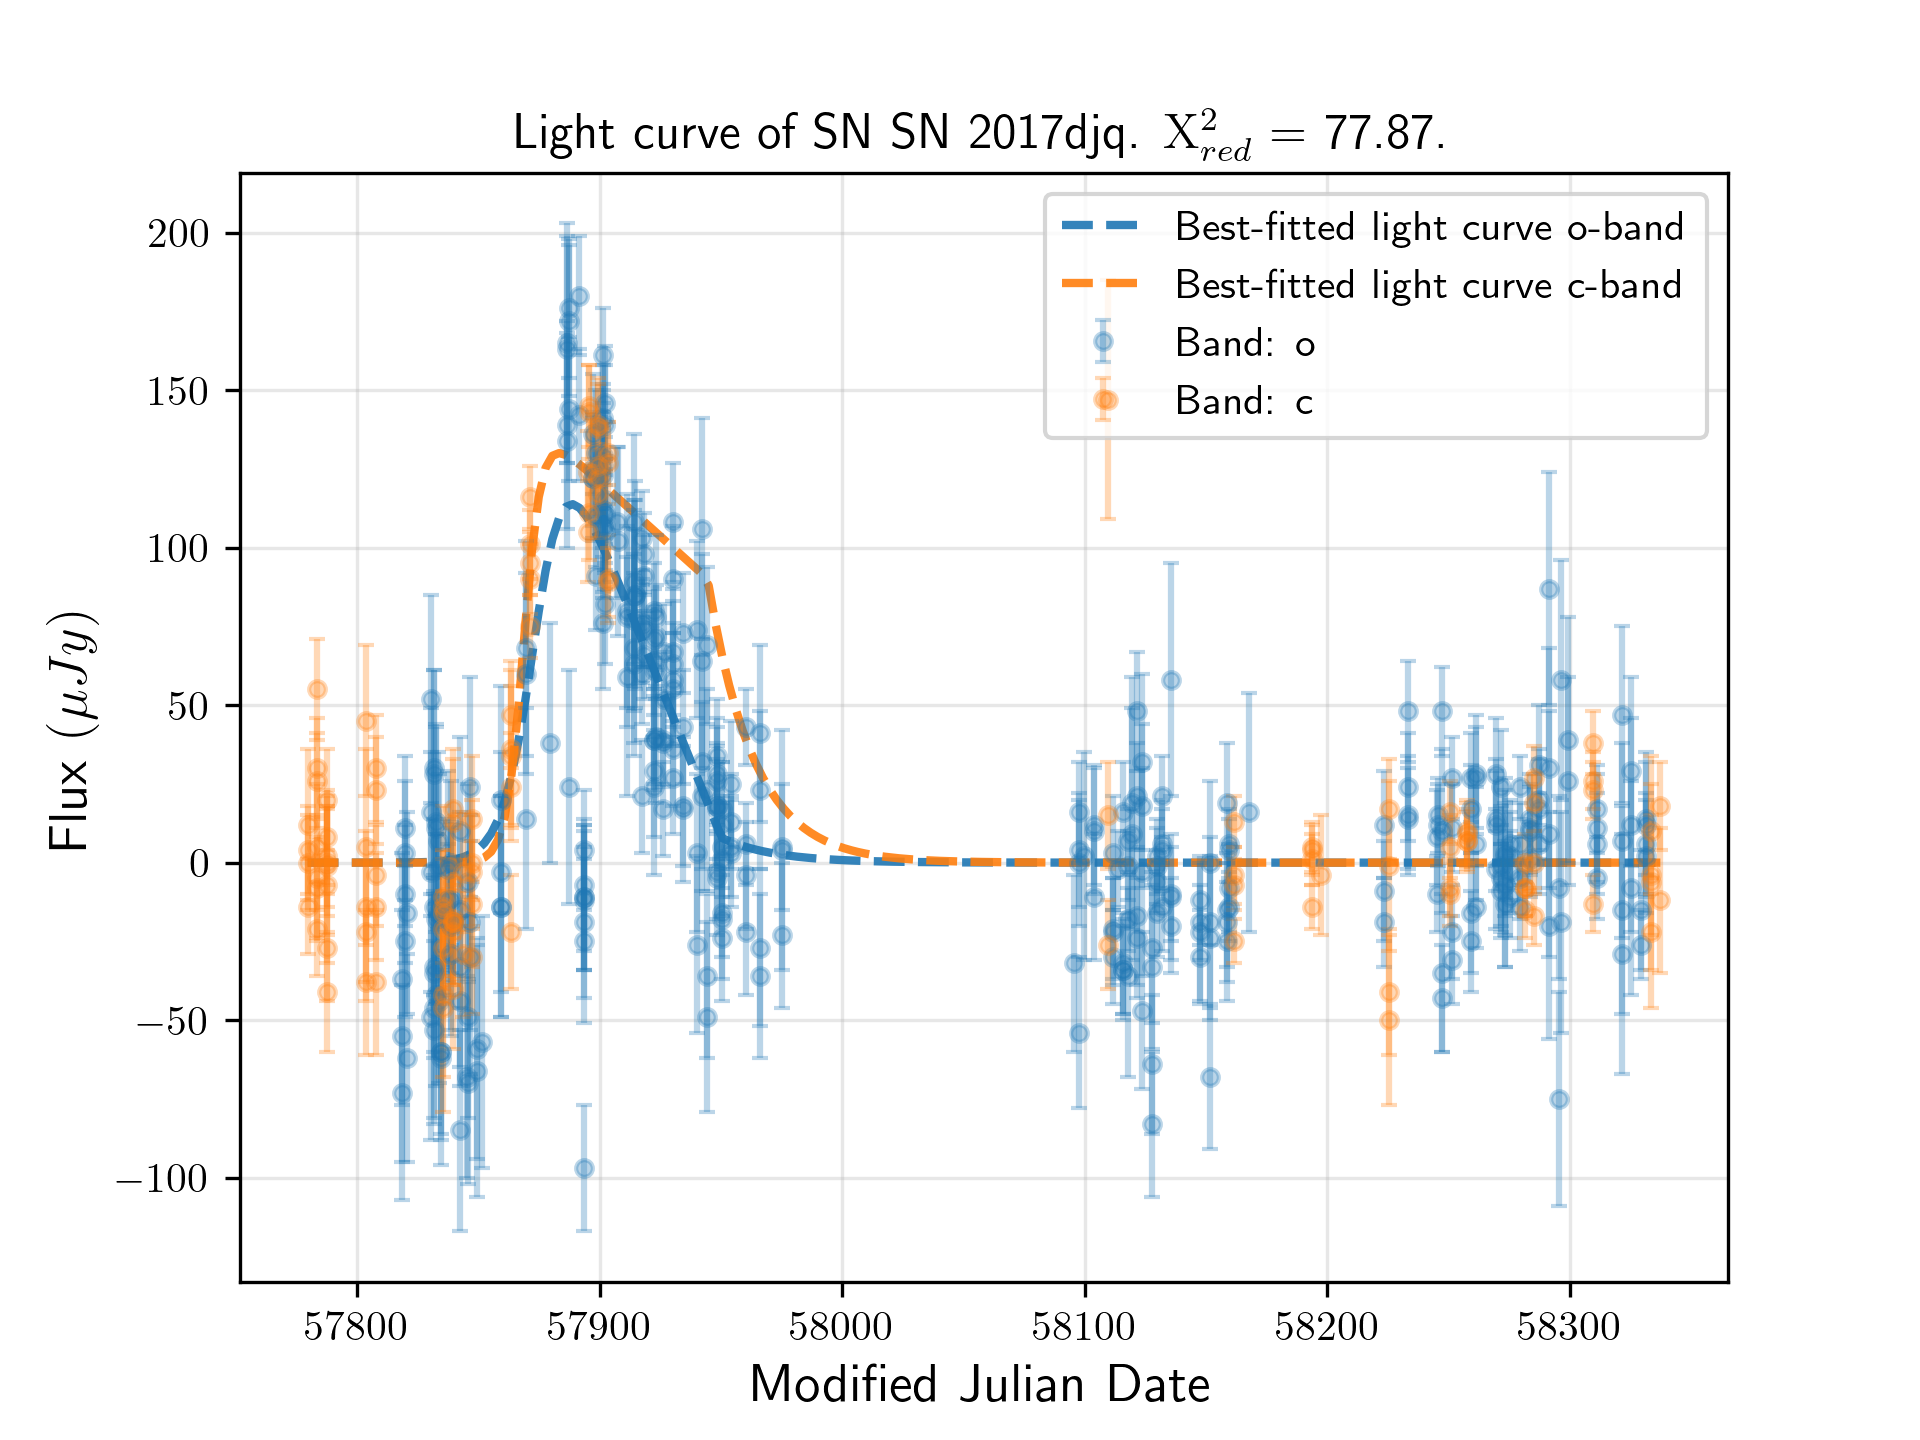 Light curve of SN SN 2017djq. X²red = 77.87.
Best-fitted light curve o-band
Best-fitted light curve c-band
Band: o
Band: c
Flux (μJy)
200
150
100
50
0
−50
−100
57800 57900 58000 58100 58200 58300
Modified Julian Date